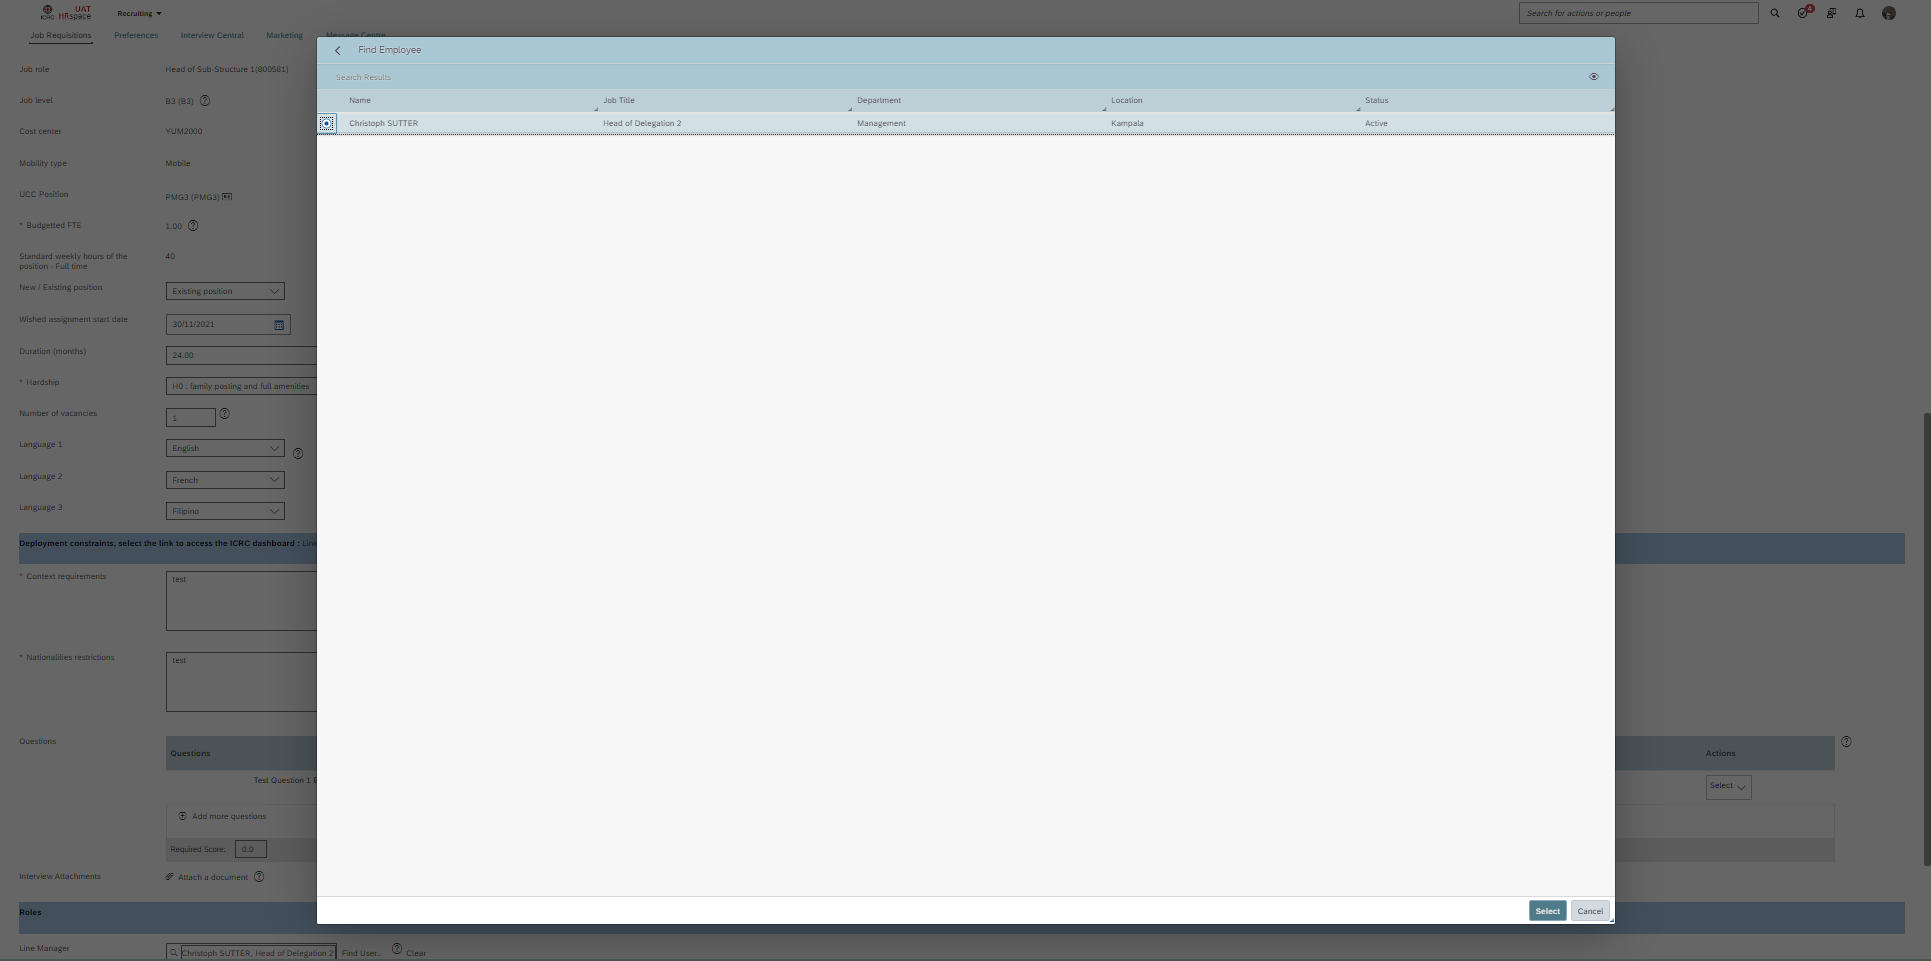 UAT
ICRC HRspace
Recruiting
Search for actions or people
4
Job Requisitions
Preferences
Interview Central
Marketing
Message Centre
Find Employee
Search Results
Name
Job Title
Department
Location
Status
Christoph SUTTER
Head of Delegation 2
Management
Kampala
Active
Job role
Head of Sub-Structure 1(800581)
Job level
B3 (B3)
Cost center
YUM2000
Mobility type
Mobile
UCC Position
PMG3 (PMG3)
* Budgetted FTE
1.00
Standard weekly hours of the
position - Full time
40
New / Existing position
Existing position
Wished assignment start date
30/11/2021
Duration (months)
24.00
* Hardship
H0 : family posting and full amenities
Number of vacancies
1
Language 1
English
Language 2
French
Language 3
Filipino
Deployment constraints, select the link to access the ICRC dashboard : Link
* Context requirements
test
* Nationalities restrictions
test
Questions
Questions
Actions
Test Question 1 E
Select
Add more questions
Required Score:
0.0
Interview Attachments
Attach a document
Roles
Select
Cancel
Line Manager
Christoph SUTTER, Head of Delegation 2
Find User...
Clear